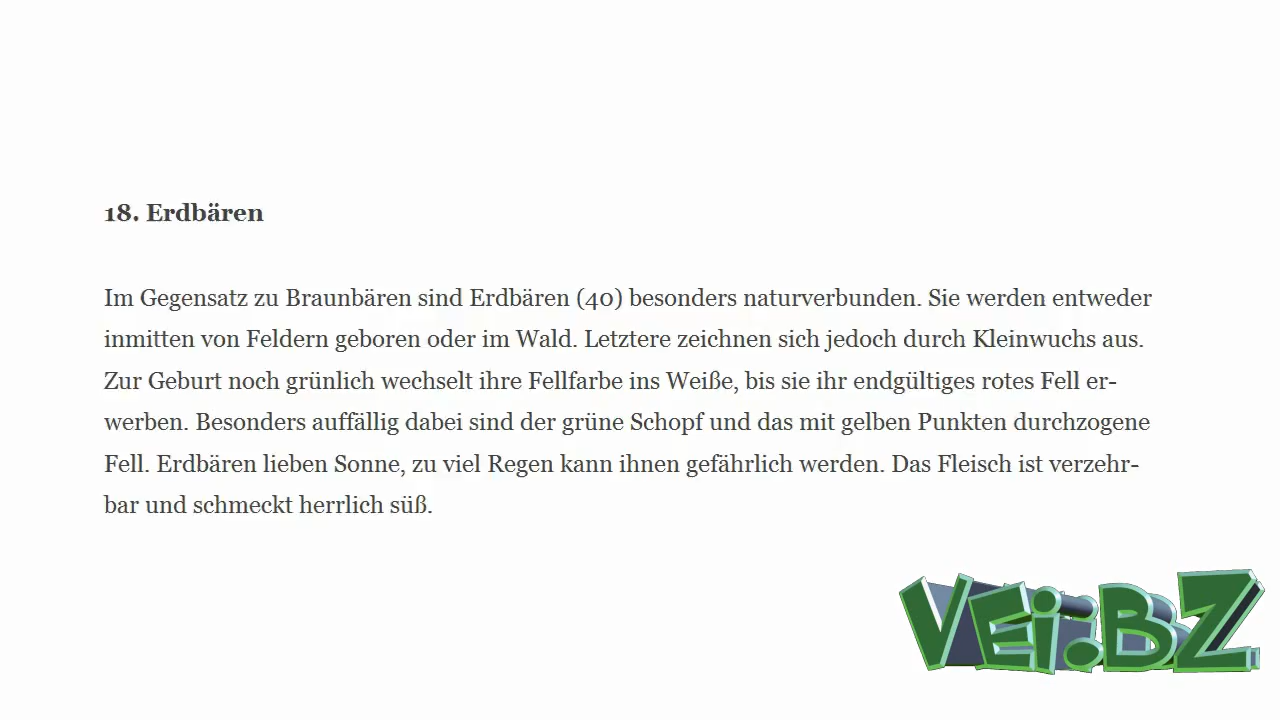 18. Erdbären
Im Gegensatz zu Braunbären sind Erdbären (40) besonders naturverbunden. Sie werden entweder
inmitten von Feldern geboren oder im Wald. Letztere zeichnen sich jedoch durch Kleinwuchs aus.
Zur Geburt noch grünlich wechselt ihre Fellfarbe ins Weiße, bis sie ihr endgültiges rotes Fell er-
werben. Besonders auffällig dabei sind der grüne Schopf und das mit gelben Punkten durchzogene
Fell. Erdbären lieben Sonne, zu viel Regen kann ihnen gefährlich werden. Das Fleisch ist verzehr-
bar und schmeckt herrlich süß.
VEi.BZ